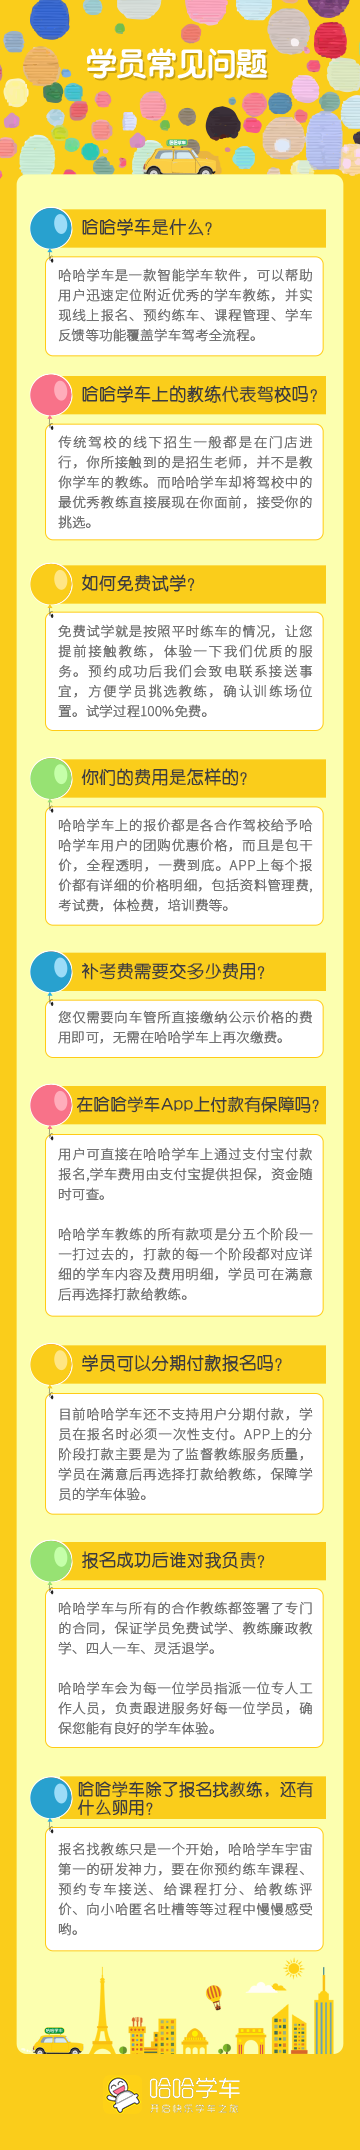 学员常见问题
哈哈学车
哈哈学车是什么?
哈哈学车是一款智能学车软件，可以帮助
用户迅速定位附近优秀的学车教练，并实
现线上报名、预约练车、课程管理、学车
反馈等功能覆盖学车驾考全流程。
哈哈学车上的教练代表驾校吗?
传统驾校的线下招生一般都是在门店进
行，你所接触到的是招生老师，并不是教
你学车的教练。而哈哈学车却将驾校中的
最优秀教练直接展现在你面前，接受你的
挑选。
如何免费试学?
免费试学就是按照平时练车的情况，让您
提前接触教练，体验一下我们优质的服
务。预约成功后我们会致电联系接送事
宜，方便学员挑选教练，确认训练场位
置。试学过程100%免费。
你们的费用是怎样的?
哈哈学车上的报价都是各合作驾校给予哈
哈学车用户的团购优惠价格，而且是包干
价，全程透明，一费到底。APP上每个报
价都有详细的价格明细，包括资料管理费,
考试费，体检费，培训费等。
补考费需要交多少费用?
您仅需要向车管所直接缴纳公示价格的费
用即可，无需在哈哈学车上再次缴费。
在哈哈学车App上付款有保障吗?
用户可直接在哈哈学车上通过支付宝付款
报名,学车费用由支付宝提供担保，资金随
时可查。
哈哈学车教练的所有款项是分五个阶段一
一打过去的，打款的每一个阶段都对应详
细的学车内容及费用明细，学员可在满意
后再选择打款给教练。
学员可以分期付款报名吗?
目前哈哈学车还不支持用户分期付款，学
员在报名时必须一次性支付。APP上的分
阶段打款主要是为了监督教练服务质量，
学员在满意后再选择打款给教练，保障学
员的学车体验。
报名成功后谁对我负责?
哈哈学车与所有的合作教练都签署了专门
的合同，保证学员免费试学、教练廉政教
学、四人一车、灵活退学。
哈哈学车会为每一位学员指派一位专人工
作人员，负责跟进服务好每一位学员，确
保您能有良好的学车体验。
哈哈学车除了报名找教练，还有
什么卵用?
报名找教练只是一个开始，哈哈学车宇宙
第一的研发神力，要在你预约练车课程、
预约专车接送、给课程打分、给教练评
价、向小哈匿名吐槽等等过程中慢慢感受
哟。
哈哈学车
哈哈学车